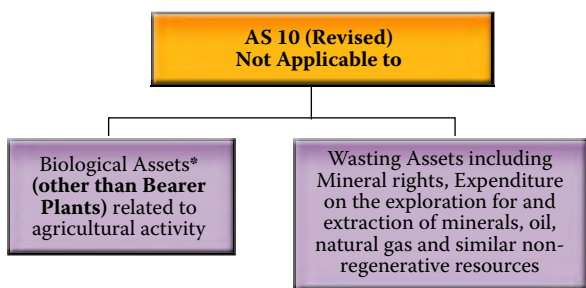 AS 10 (Revised)
Not Applicable to
Biological Assets*
(other than Bearer
Plants) related to
agricultural activity
Wasting Assets including
Mineral rights, Expenditure
on the exploration for and
extraction of minerals, oil,
natural gas and similar non-
regenerative resources